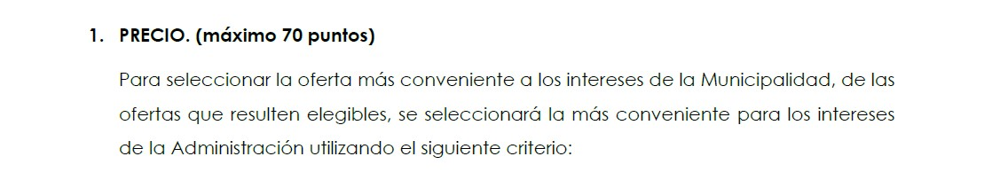 1. PRECIO. (máximo 70 puntos)
Para seleccionar la oferta más conveniente a los intereses de la Municipalidad, de las
ofertas que resulten elegibles, se seleccionará la más conveniente para los intereses
de la Administración utilizando el siguiente criterio: